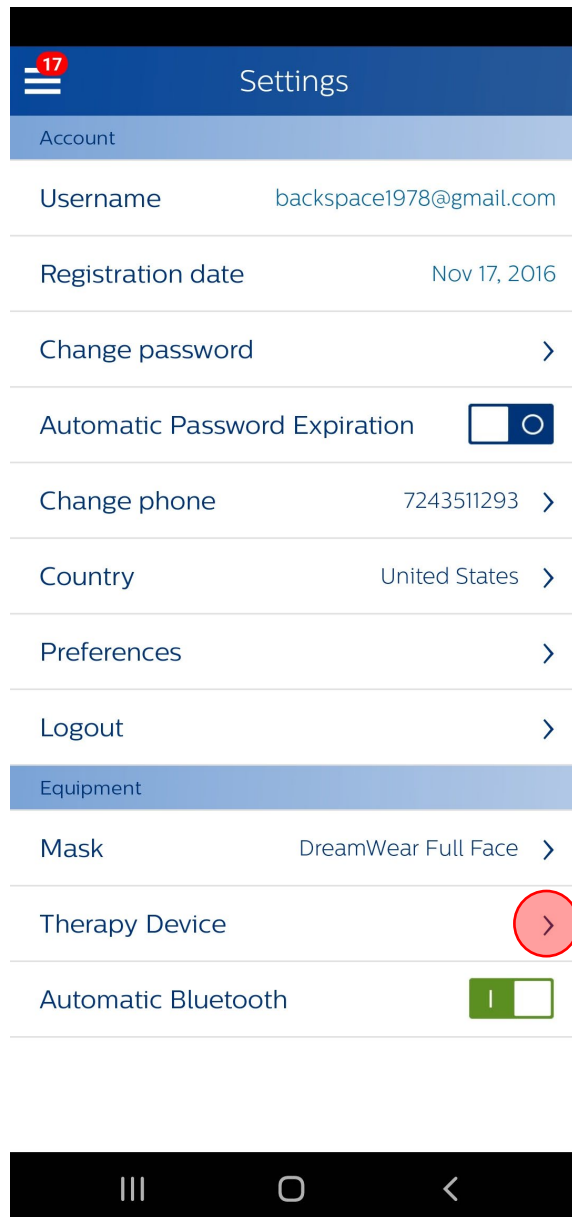 17
Settings
Account
Username backspace1978@gmail.com
Registration date Nov 17, 2016
Change password
Automatic Password Expiration
Change phone 7243511293
Country United States
Preferences
Logout
Equipment
Mask DreamWear Full Face
Therapy Device
Automatic Bluetooth